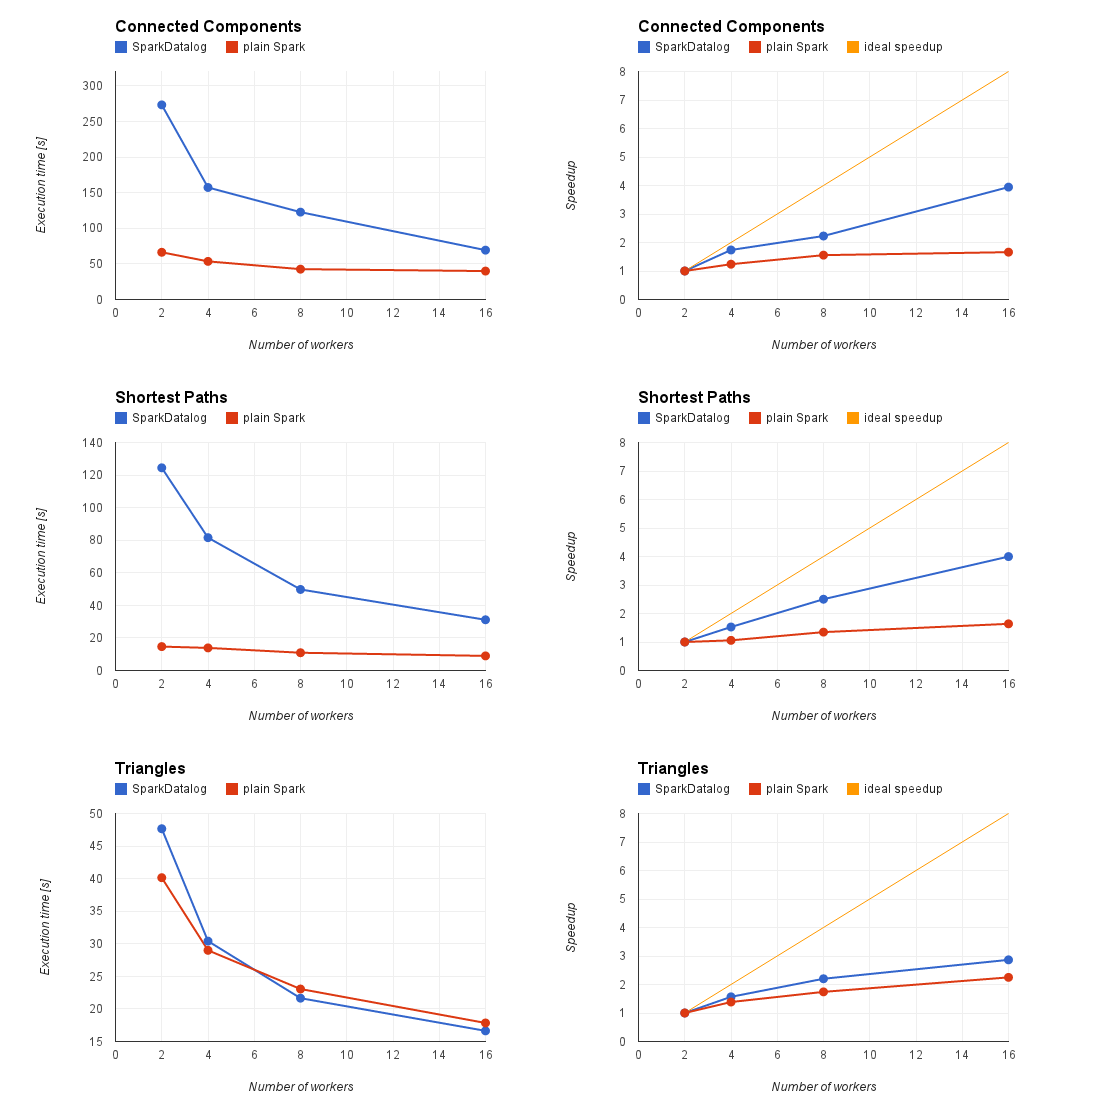 Connected Components
SparkDatalog plain Spark
300
250
200
150
100
50
0
Execution time [s]
0 2 4 6 8 10 12 14 16
Number of workers
Connected Components
SparkDatalog plain Spark ideal speedup
8
7
6
5
4
3
2
1
0
Speedup
0 2 4 6 8 10 12 14 16
Number of workers
Shortest Paths
SparkDatalog plain Spark
140
120
100
80
60
40
20
0
Execution time [s]
0 2 4 6 8 10 12 14 16
Number of workers
Shortest Paths
SparkDatalog plain Spark ideal speedup
8
7
6
5
4
3
2
1
0
Speedup
0 2 4 6 8 10 12 14 16
Number of workers
Triangles
SparkDatalog plain Spark
50
45
40
35
30
25
20
15
Execution time [s]
0 2 4 6 8 10 12 14 16
Number of workers
Triangles
SparkDatalog plain Spark ideal speedup
8
7
6
5
4
3
2
1
0
Speedup
0 2 4 6 8 10 12 14 16
Number of workers